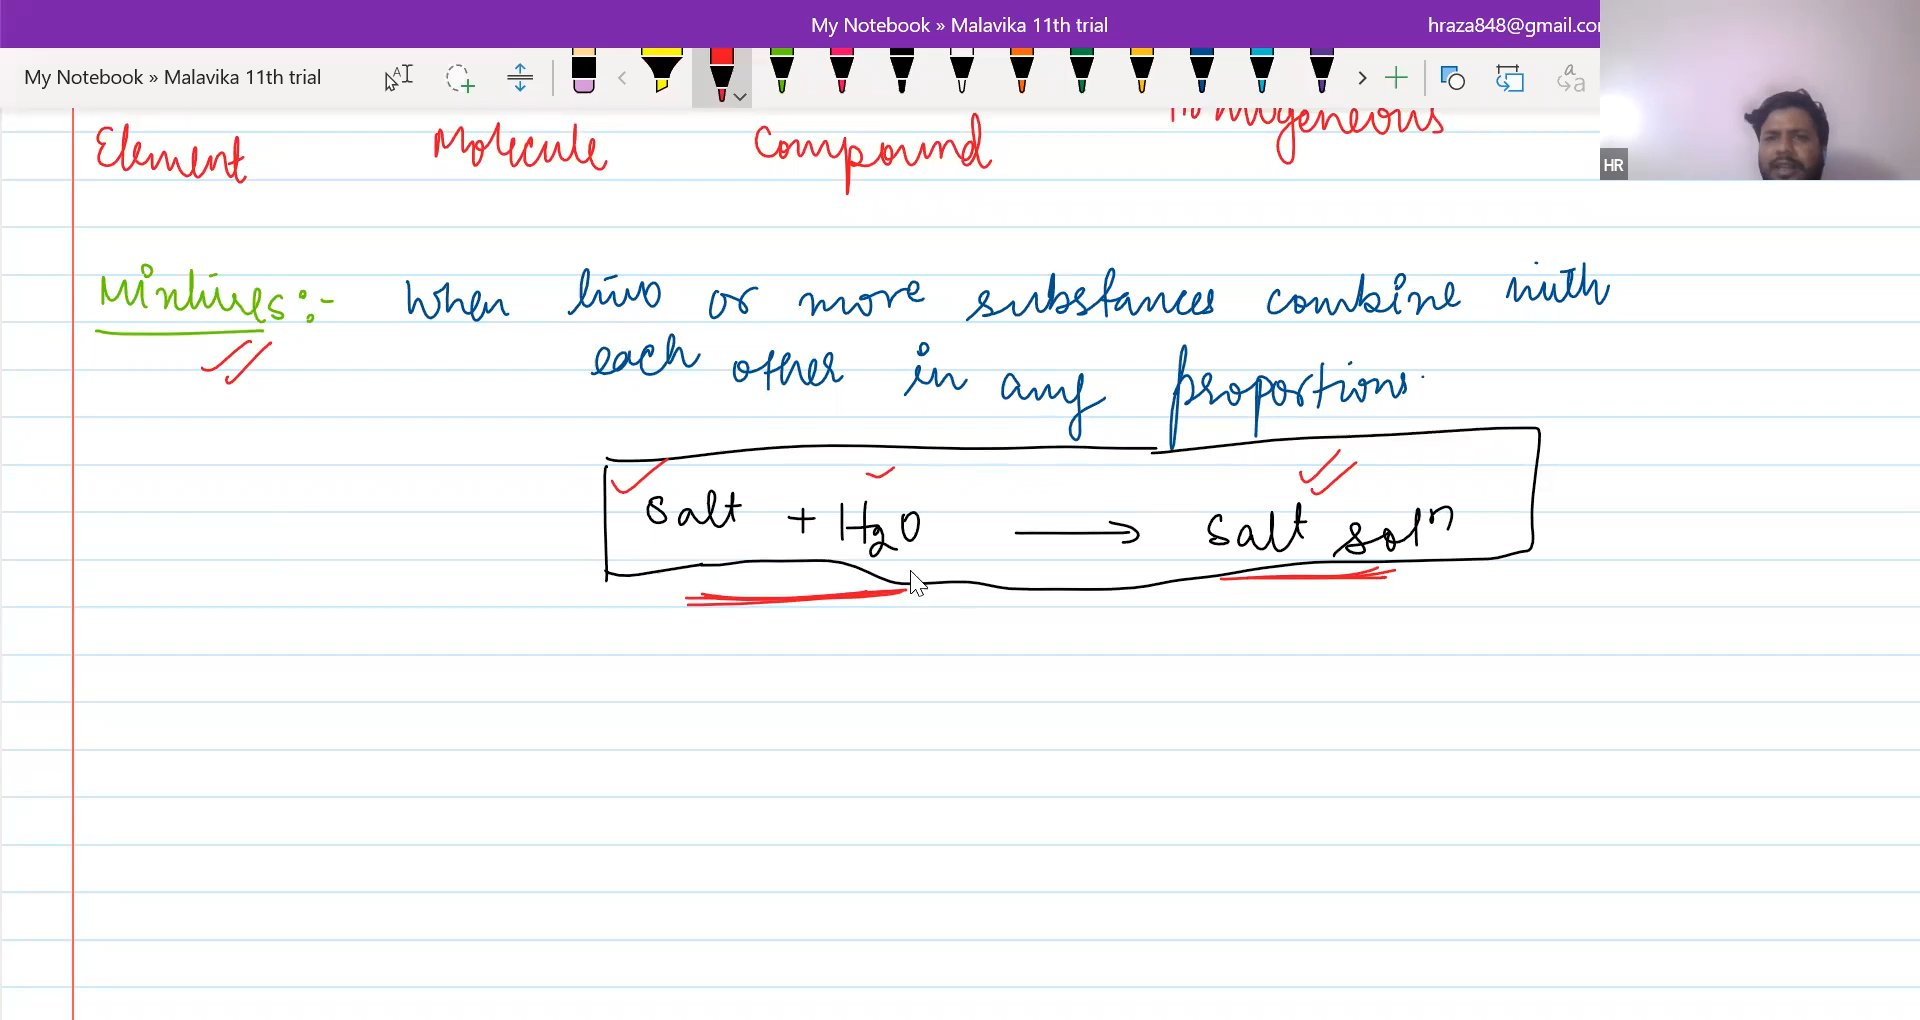 My Notebook » Malavika 11th trial
hraza848@gmail.co
My Notebook » Malavika 11th trial
HR
Element Molecule Compound
Mixtures:- When two or more substances combine with
each other in any proportions.
Salt + H2O → Salt solⁿ